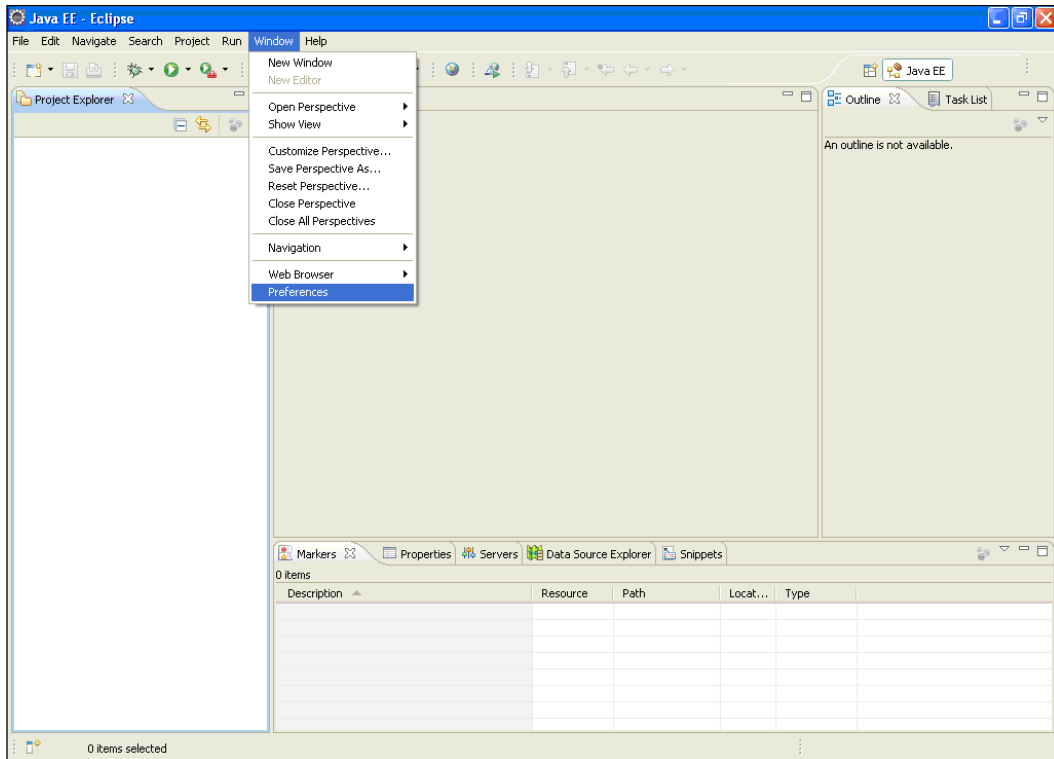 Java EE - Eclipse
File Edit Navigate Search Project Run Window Help
Java EE
New Window
New Editor
Open Perspective
Show View
Customize Perspective...
Save Perspective As...
Reset Perspective...
Close Perspective
Close All Perspectives
Navigation
Web Browser
Preferences
Project Explorer
Outline Task List
An outline is not available.
Markers Properties Servers Data Source Explorer Snippets
0 items
Description Resource Path Locat... Type
0 items selected